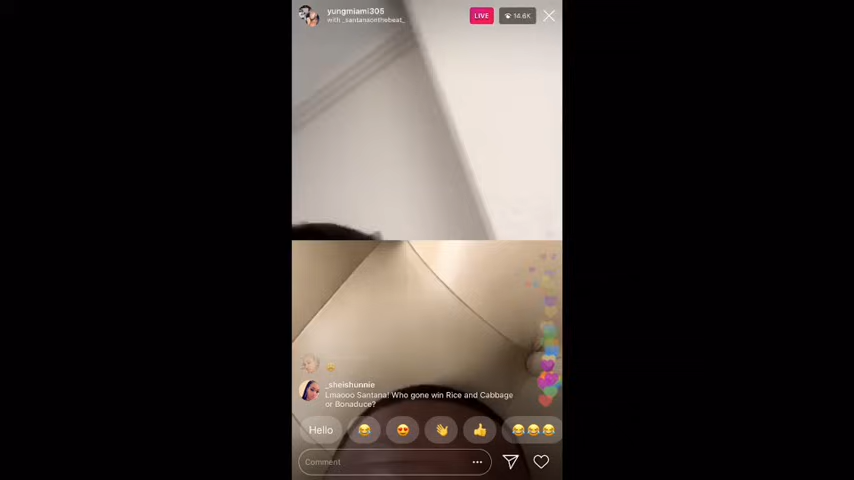 yungmiami305
with _santanaonthebeat_
LIVE
14.6K
_sheishunnie
Lmaooo Santana! Who gone win Rice and Cabbage
or Bonaduce?
Hello
Comment